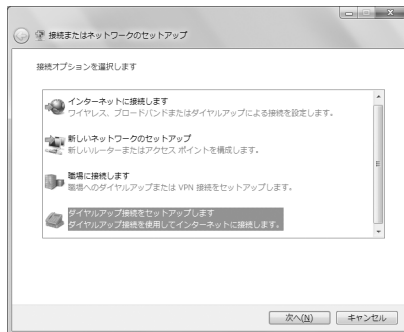 接続またはネットワークのセットアップ
接続オプションを選択します
インターネットに接続します
ワイヤレス、ブロードバンドまたはダイヤルアップによる接続を設定します。
新しいネットワークのセットアップ
新しいルーターまたはアクセス ポイントを構成します。
職場に接続します
職場へのダイヤルアップまたは VPN 接続をセットアップします。
ダイヤルアップ接続をセットアップします
ダイヤルアップ接続を使用してインターネットに接続します。
次へ(N)
キャンセル